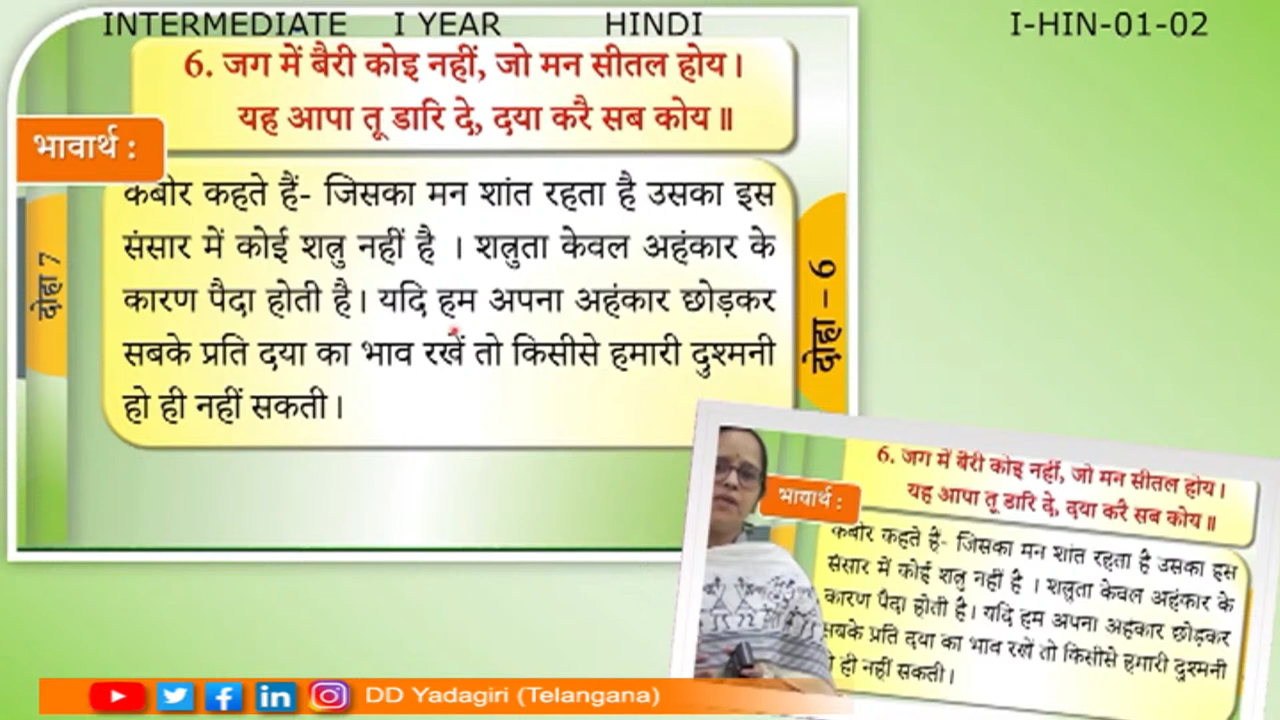 INTERMEDIATE I YEAR HINDI I-HIN-01-02
6. जग में बैरी कोइ नहीं, जो मन सीतल होय।
यह आपा तू डारि दे, दया करै सब कोय॥
भावार्थ :
कबीर कहते हैं- जिसका मन शांत रहता है उसका इस
संसार में कोई शत्रु नहीं है । शत्रुता केवल अहंकार के
कारण पैदा होती है। यदि हम अपना अहंकार छोड़कर
सबके प्रति दया का भाव रखें तो किसीसे हमारी दुश्मनी
हो ही नहीं सकती।
दोहा 7
दोहा – 6
6. जग में बैरी कोइ नहीं, जो मन सीतल होय।
यह आपा तू डारि दे, दया करै सब कोय॥
भावार्थ :
कबीर कहते हैं- जिसका मन शांत रहता है उसका इस
संसार में कोई शत्रु नहीं है । शत्रुता केवल अहंकार के
कारण पैदा होती है। यदि हम अपना अहंकार छोड़कर
सबके प्रति दया का भाव रखें तो किसीसे हमारी दुश्मनी
ही नहीं सकती।
DD Yadagiri (Telangana)